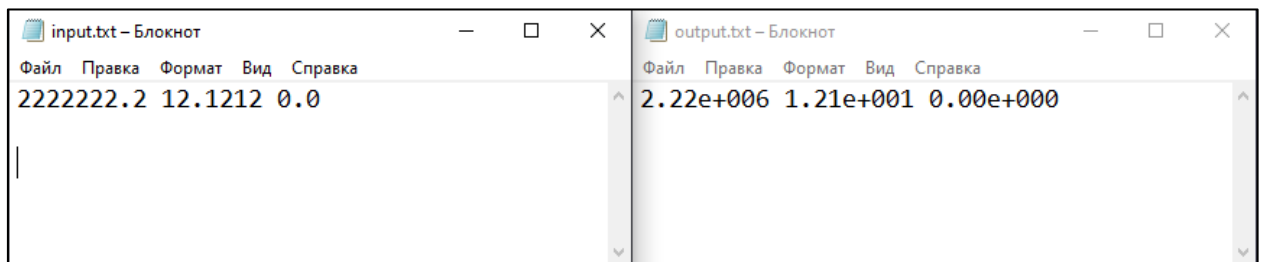 input.txt – Блокнот
Файл Правка Формат Вид Справка
2222222.2 12.1212 0.0
output.txt – Блокнот
Файл Правка Формат Вид Справка
2.22e+006 1.21e+001 0.00e+000